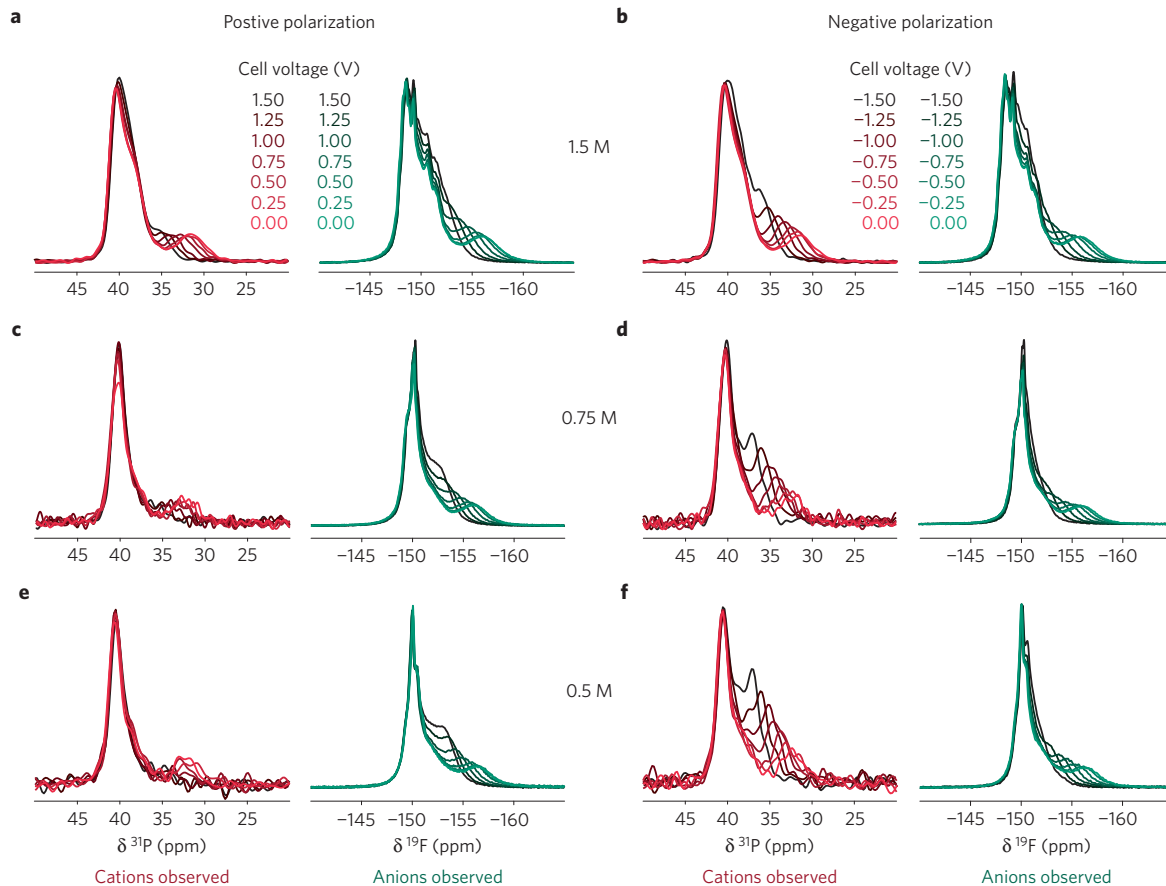 a
Postive polarization
b
Negative polarization
Cell voltage (V)
1.50 1.50
1.25 1.25
1.00 1.00
0.75 0.75
0.50 0.50
0.25 0.25
0.00 0.00
1.5 M
Cell voltage (V)
−1.50 −1.50
−1.25 −1.25
−1.00 −1.00
−0.75 −0.75
−0.50 −0.50
−0.25 −0.25
0.00 0.00
45 40 35 30 25
−145 −150 −155 −160
45 40 35 30 25
−145 −150 −155 −160
c
d
0.75 M
45 40 35 30 25
−145 −150 −155 −160
45 40 35 30 25
−145 −150 −155 −160
e
f
0.5 M
45 40 35 30 25
−145 −150 −155 −160
45 40 35 30 25
−145 −150 −155 −160
δ ³¹P (ppm)
δ ¹⁹F (ppm)
δ ³¹P (ppm)
δ ¹⁹F (ppm)
Cations observed
Anions observed
Cations observed
Anions observed